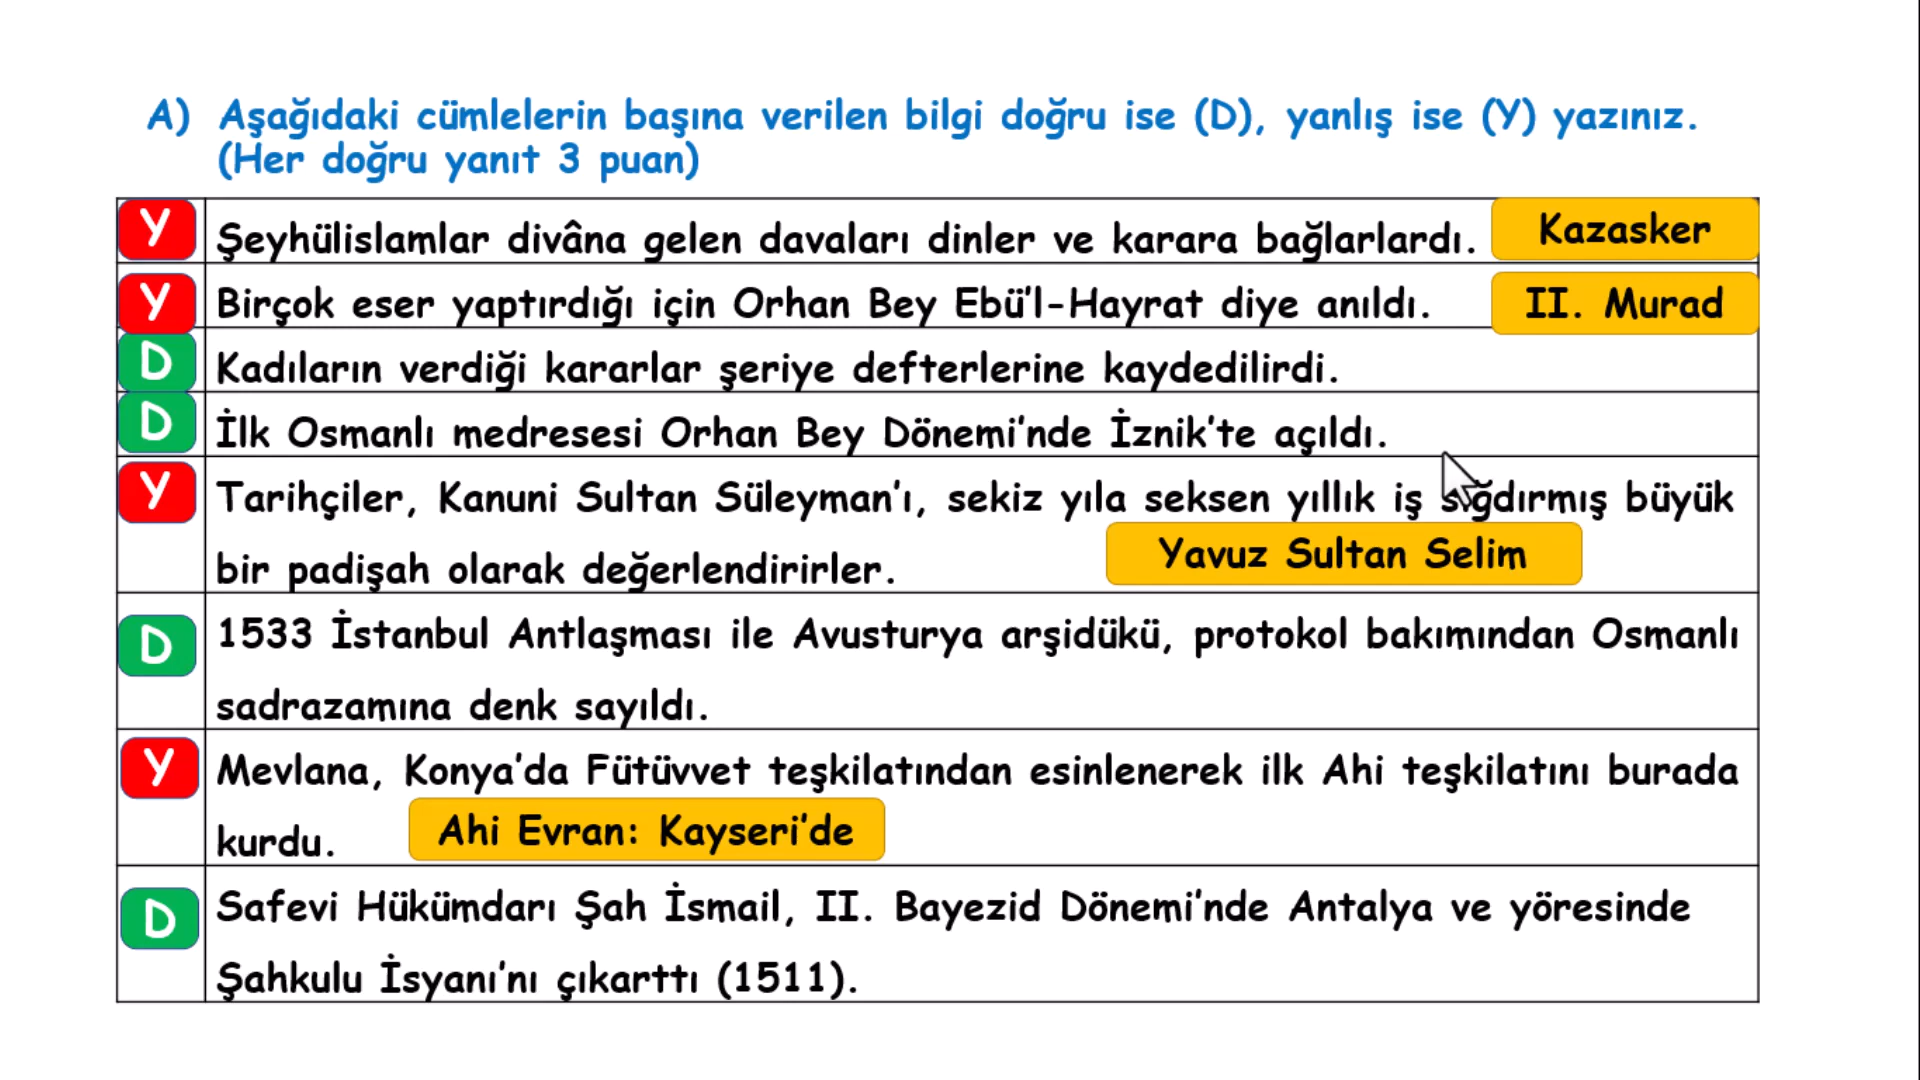 A) Aşağıdaki cümlelerin başına verilen bilgi doğru ise (D), yanlış ise (Y) yazınız.
(Her doğru yanıt 3 puan)
Y Şeyhülislamlar divâna gelen davaları dinler ve karara bağlarlardı. Kazasker
Y Birçok eser yaptırdığı için Orhan Bey Ebü'l-Hayrat diye anıldı. II. Murad
D Kadıların verdiği kararlar şeriye defterlerine kaydedilirdi.
D İlk Osmanlı medresesi Orhan Bey Dönemi'nde İznik'te açıldı.
Y Tarihçiler, Kanuni Sultan Süleyman'ı, sekiz yıla seksen yıllık iş sığdırmış büyük
bir padişah olarak değerlendirirler. Yavuz Sultan Selim
D 1533 İstanbul Antlaşması ile Avusturya arşidükü, protokol bakımından Osmanlı
sadrazamına denk sayıldı.
Y Mevlana, Konya'da Fütüvvet teşkilatından esinlenerek ilk Ahi teşkilatını burada
kurdu. Ahi Evran: Kayseri'de
D Safevi Hükümdarı Şah İsmail, II. Bayezid Dönemi'nde Antalya ve yöresinde
Şahkulu İsyanı'nı çıkarttı (1511).